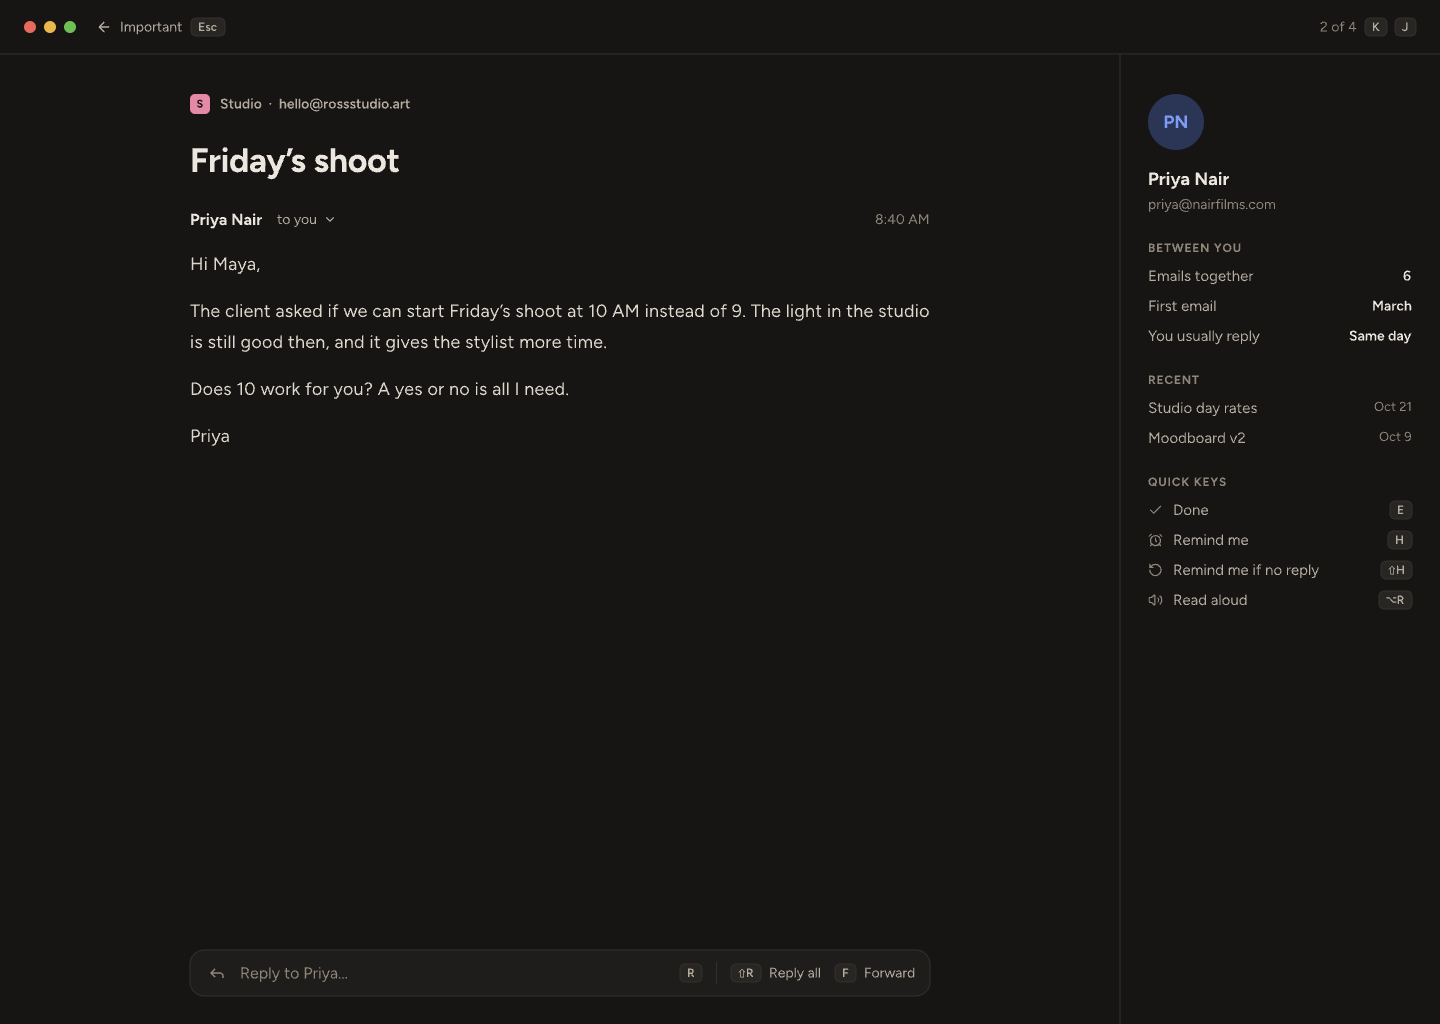 ← Important Esc
2 of 4 K J
S Studio · hello@rossstudio.art
Friday’s shoot
Priya Nair to you
8:40 AM
Hi Maya,
The client asked if we can start Friday’s shoot at 10 AM instead of 9. The light in the studio
is still good then, and it gives the stylist more time.
Does 10 work for you? A yes or no is all I need.
Priya
Reply to Priya… R ⇧R Reply all F Forward
PN
Priya Nair
priya@nairfilms.com
BETWEEN YOU
Emails together 6
First email March
You usually reply Same day
RECENT
Studio day rates Oct 21
Moodboard v2 Oct 9
QUICK KEYS
Done E
Remind me H
Remind me if no reply ⇧H
Read aloud ⌥R